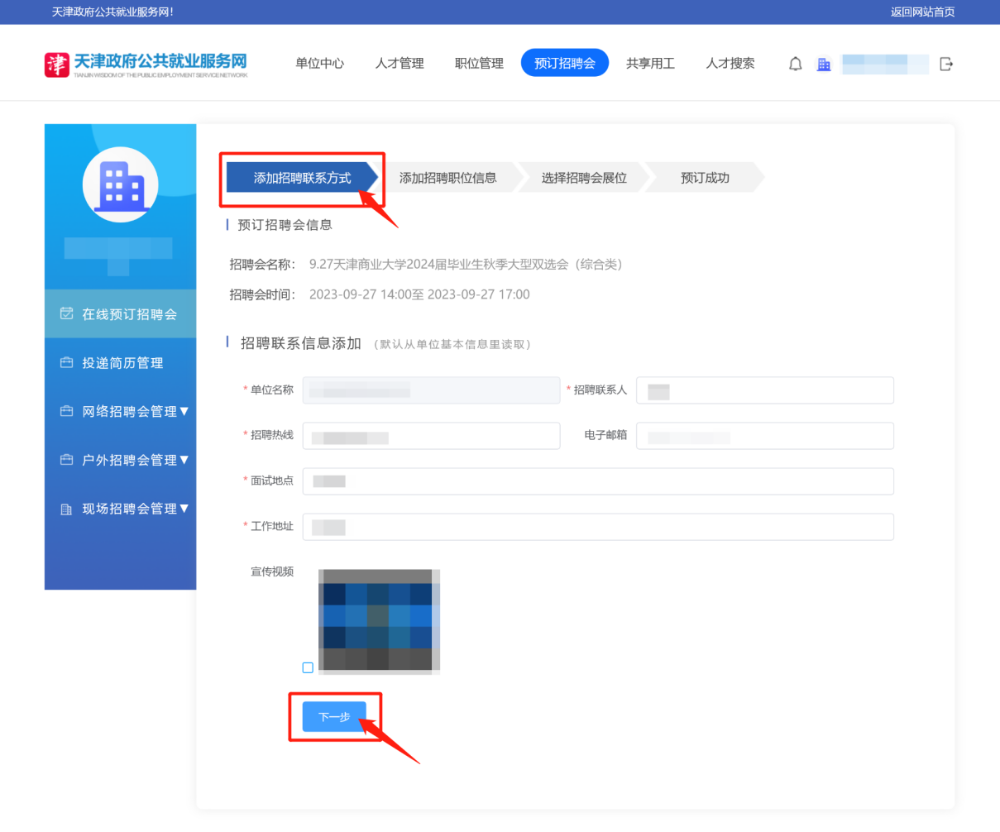 天津政府公共就业服务网!
返回网站首页
津 天津政府公共就业服务网
TIANJIN WISDOM OF THE PUBLIC EMPLOYMENT SERVICE NETWORK
单位中心 人才管理 职位管理 预订招聘会 共享用工 人才搜索
在线预订招聘会
投递简历管理
网络招聘会管理▼
户外招聘会管理▼
现场招聘会管理▼
添加招聘联系方式 添加招聘职位信息 选择招聘会展位 预订成功
预订招聘会信息
招聘会名称: 9.27天津商业大学2024届毕业生秋季大型双选会（综合类）
招聘会时间: 2023-09-27 14:00至 2023-09-27 17:00
招聘联系信息添加 （默认从单位基本信息里读取）
* 单位名称 * 招聘联系人
* 招聘热线 电子邮箱
* 面试地点
* 工作地址
宣传视频
下一步